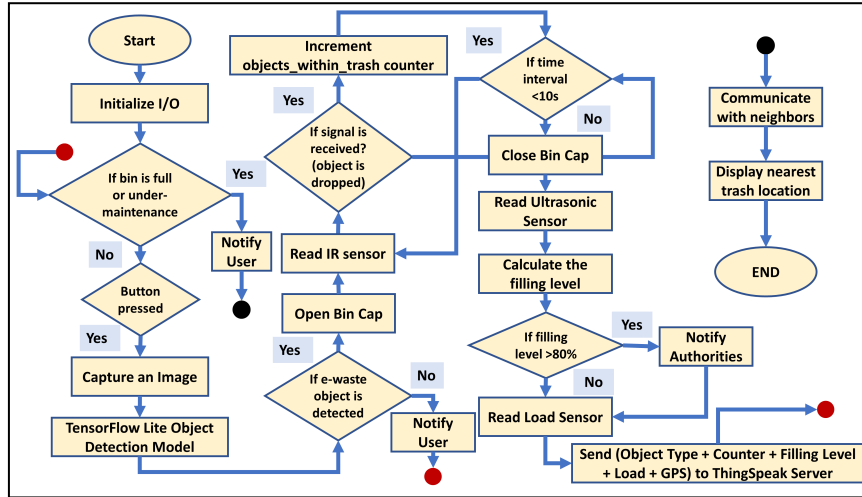 Start
Initialize I/O
If bin is full
or under-
maintenance
Yes
No
Notify
User
Button
pressed
Yes
Capture an Image
TensorFlow Lite Object
Detection Model
If e-waste
object is
detected
No
Notify
User
Yes
Open Bin Cap
Read IR sensor
If signal is
received?
(object is
dropped)
Yes
Increment
objects_within_trash counter
If time
interval
<10s
Yes
No
Close Bin Cap
Read Ultrasonic
Sensor
Calculate the
filling level
If filling
level >80%
Yes
Notify
Authorities
No
Read Load Sensor
Send (Object Type + Counter + Filling Level
+ Load + GPS) to ThingSpeak Server
Communicate
with neighbors
Display nearest
trash location
END